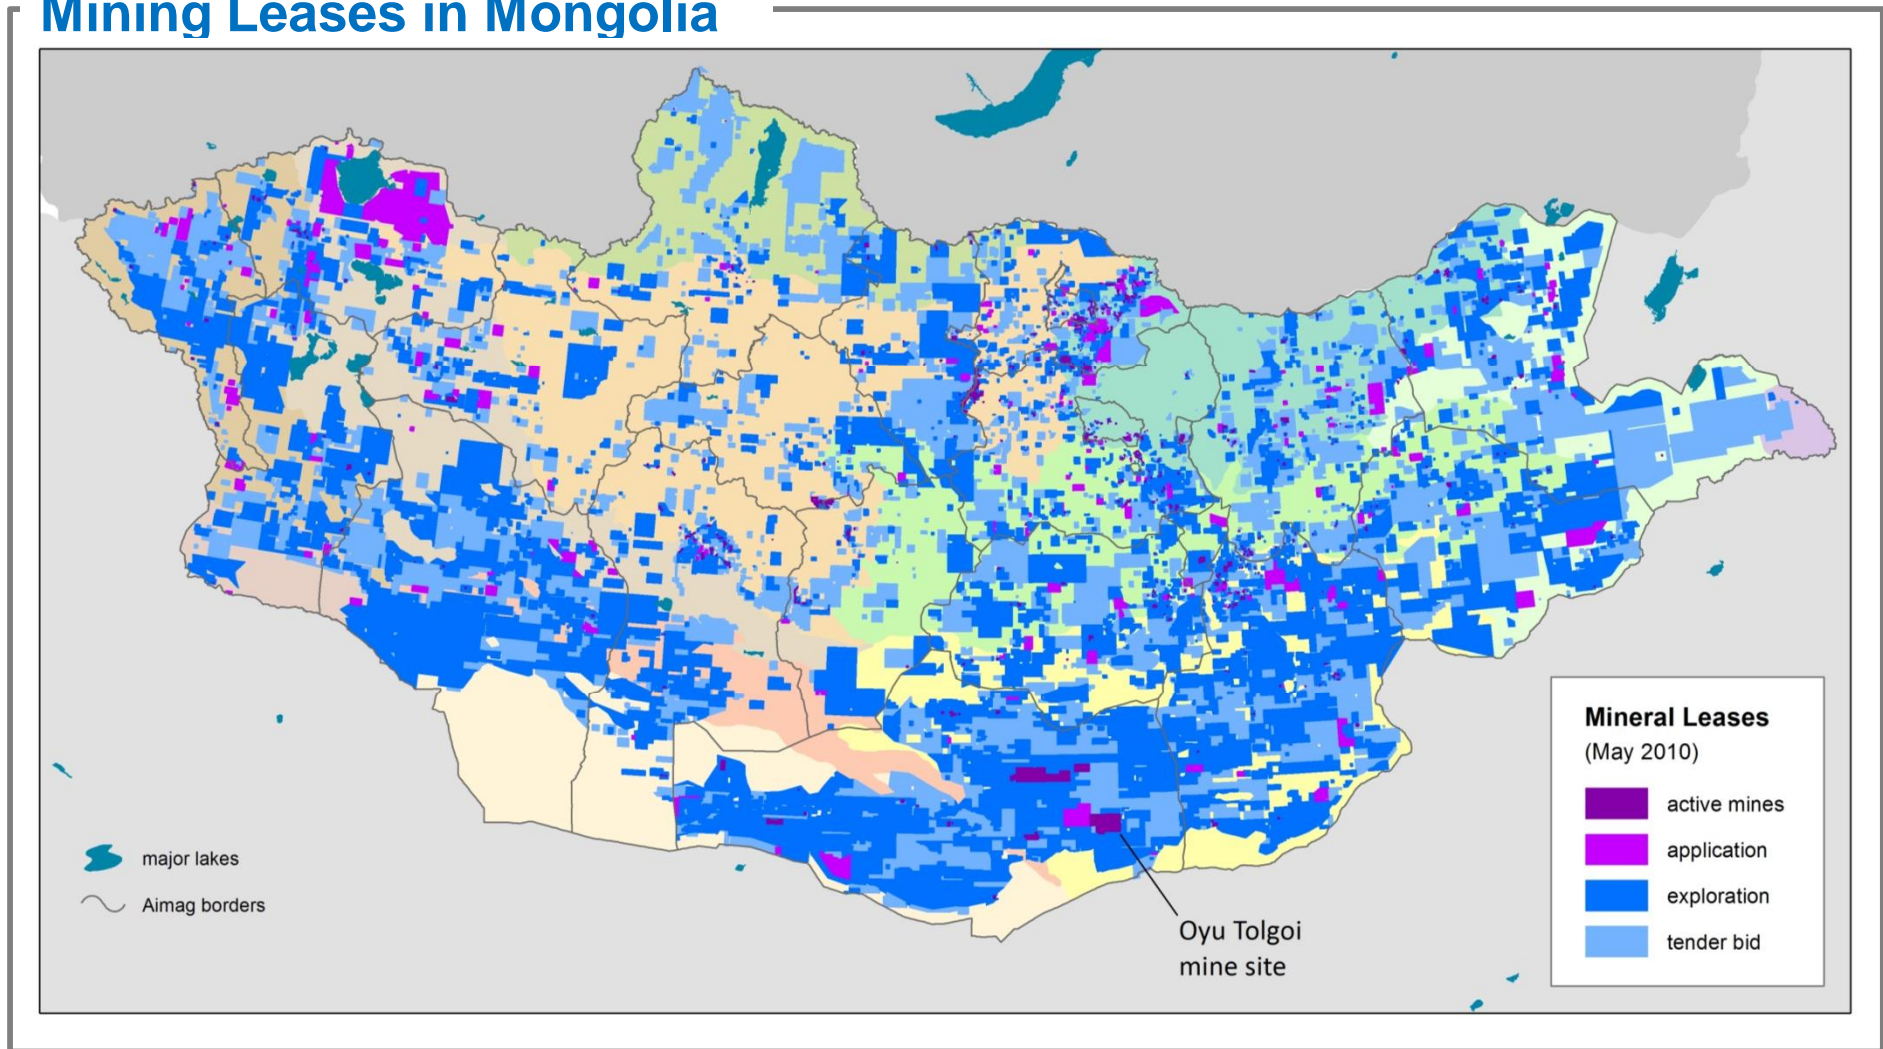 Mining Leases in Mongolia
Mineral Leases
(May 2010)
active mines
application
exploration
tender bid
major lakes
Aimag borders
Oyu Tolgoi
mine site